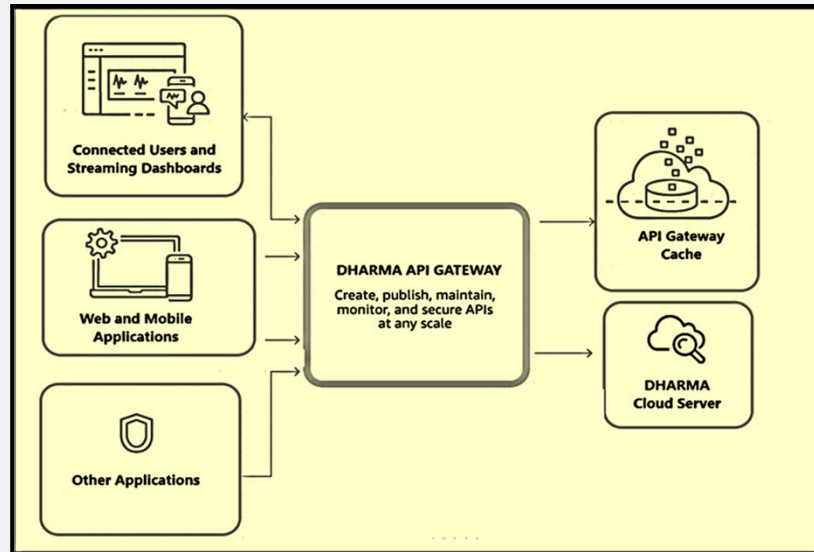 Connected Users and
Streaming Dashboards
Web and Mobile
Applications
Other Applications
DHARMA API GATEWAY
Create, publish, maintain,
monitor, and secure APIs
at any scale
API Gateway
Cache
DHARMA
Cloud Server